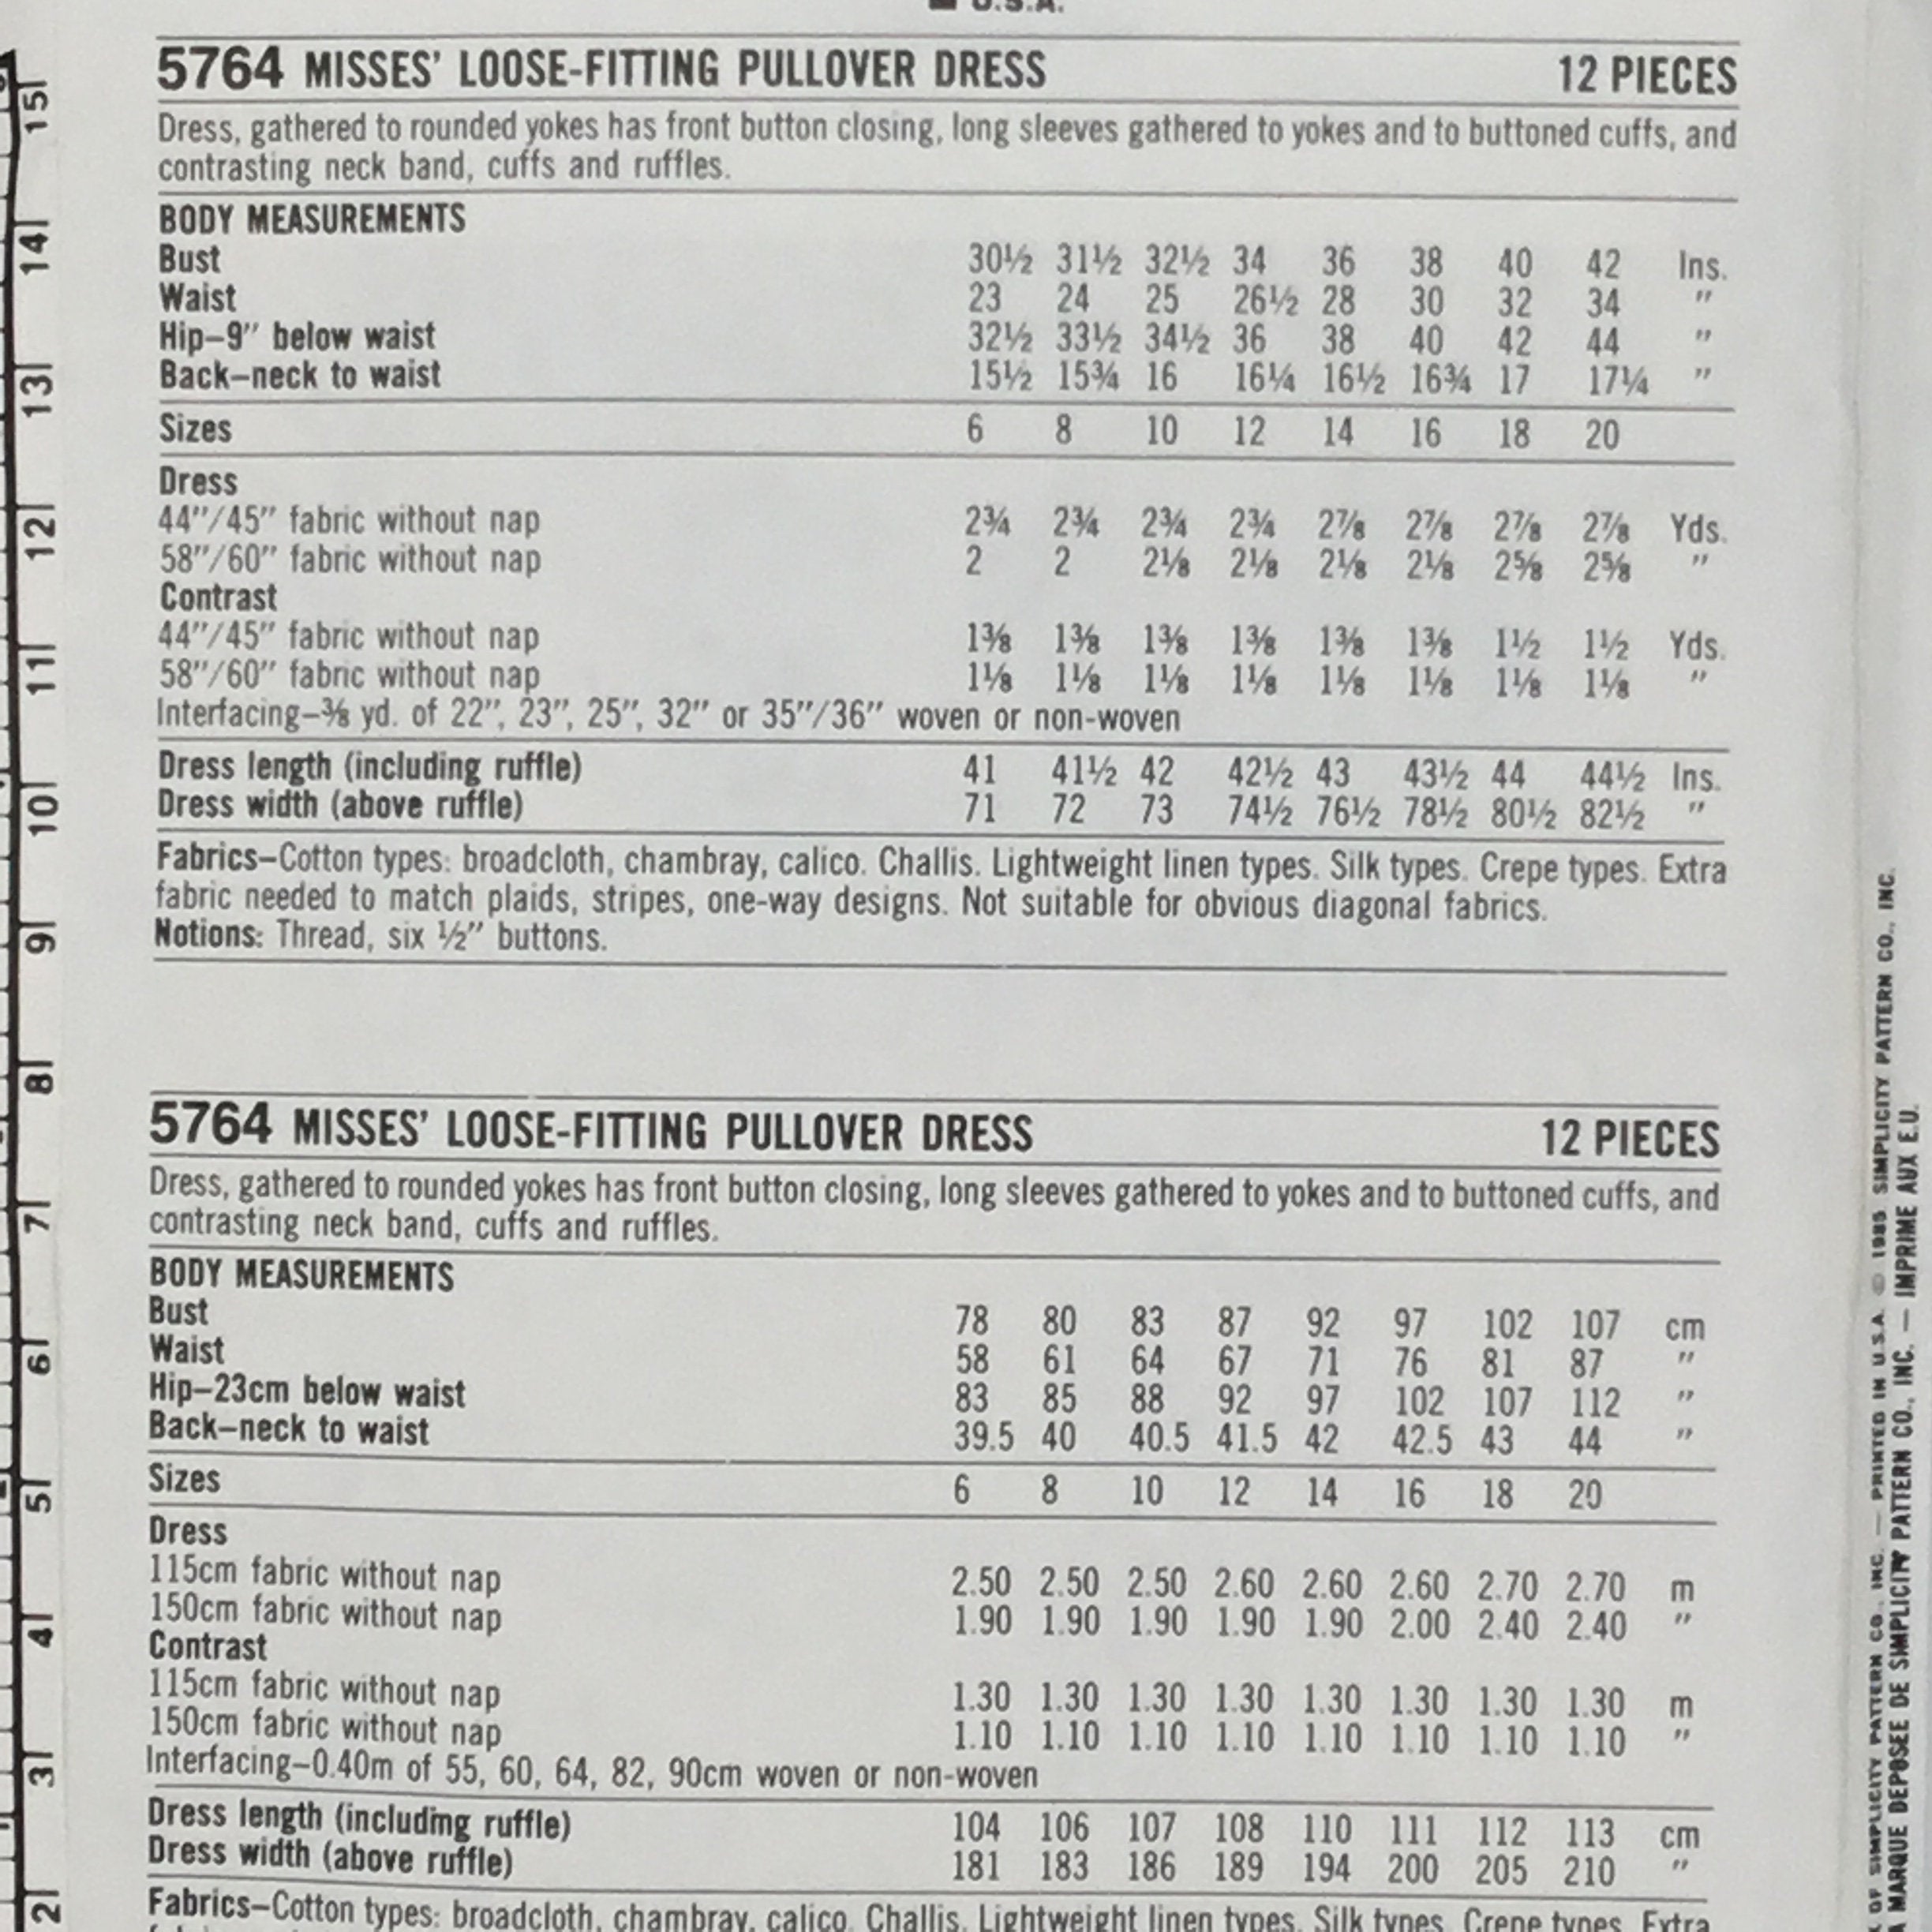 U.S.A.
5764 MISSES' LOOSE-FITTING PULLOVER DRESS 12 PIECES
Dress, gathered to rounded yokes has front button closing, long sleeves gathered to yokes and to buttoned cuffs, and
contrasting neck band, cuffs and ruffles.
BODY MEASUREMENTS
Bust 30½ 31½ 32½ 34 36 38 40 42 Ins.
Waist 23 24 25 26½ 28 30 32 34 "
Hip–9" below waist 32½ 33½ 34½ 36 38 40 42 44 "
Back–neck to waist 15½ 15¾ 16 16¼ 16½ 16¾ 17 17¼ "
Sizes 6 8 10 12 14 16 18 20
Dress
44"/45" fabric without nap 2¾ 2¾ 2¾ 2¾ 2⅞ 2⅞ 2⅞ 2⅞ Yds.
58"/60" fabric without nap 2 2 2⅛ 2⅛ 2⅛ 2⅛ 2⅝ 2⅝ "
Contrast
44"/45" fabric without nap 1⅜ 1⅜ 1⅜ 1⅜ 1⅜ 1⅜ 1½ 1½ Yds.
58"/60" fabric without nap 1⅛ 1⅛ 1⅛ 1⅛ 1⅛ 1⅛ 1⅛ 1⅛ "
Interfacing–⅜ yd. of 22", 23", 25", 32" or 35"/36" woven or non-woven
Dress length (including ruffle) 41 41½ 42 42½ 43 43½ 44 44½ Ins.
Dress width (above ruffle) 71 72 73 74½ 76½ 78½ 80½ 82½ "
Fabrics–Cotton types: broadcloth, chambray, calico. Challis. Lightweight linen types. Silk types. Crepe types. Extra
fabric needed to match plaids, stripes, one-way designs. Not suitable for obvious diagonal fabrics.
Notions: Thread, six ½" buttons.
5764 MISSES' LOOSE-FITTING PULLOVER DRESS 12 PIECES
Dress, gathered to rounded yokes has front button closing, long sleeves gathered to yokes and to buttoned cuffs, and
contrasting neck band, cuffs and ruffles.
BODY MEASUREMENTS
Bust 78 80 83 87 92 97 102 107 cm
Waist 58 61 64 67 71 76 81 87 "
Hip–23cm below waist 83 85 88 92 97 102 107 112 "
Back–neck to waist 39.5 40 40.5 41.5 42 42.5 43 44 "
Sizes 6 8 10 12 14 16 18 20
Dress
115cm fabric without nap 2.50 2.50 2.50 2.60 2.60 2.60 2.70 2.70 m
150cm fabric without nap 1.90 1.90 1.90 1.90 1.90 2.00 2.40 2.40 "
Contrast
115cm fabric without nap 1.30 1.30 1.30 1.30 1.30 1.30 1.30 1.30 m
150cm fabric without nap 1.10 1.10 1.10 1.10 1.10 1.10 1.10 1.10 "
Interfacing–0.40m of 55, 60, 64, 82, 90cm woven or non-woven
Dress length (including ruffle) 104 106 107 108 110 111 112 113 cm
Dress width (above ruffle) 181 183 186 189 194 200 205 210 "
Fabrics–Cotton types: broadcloth, chambray, calico. Challis. Lightweight linen types. Silk types. Crepe types. Extra
15
14
13
12
11
10
9
8
7
6
5
4
3
2
OF SIMPLICITY PATTERN CO., INC. — PRINTED IN U.S.A. © 1985 SIMPLICITY PATTERN CO., INC.
MARQUE DEPOSEE DE SIMPLICITY PATTERN CO., INC. — IMPRIME AUX E.U.